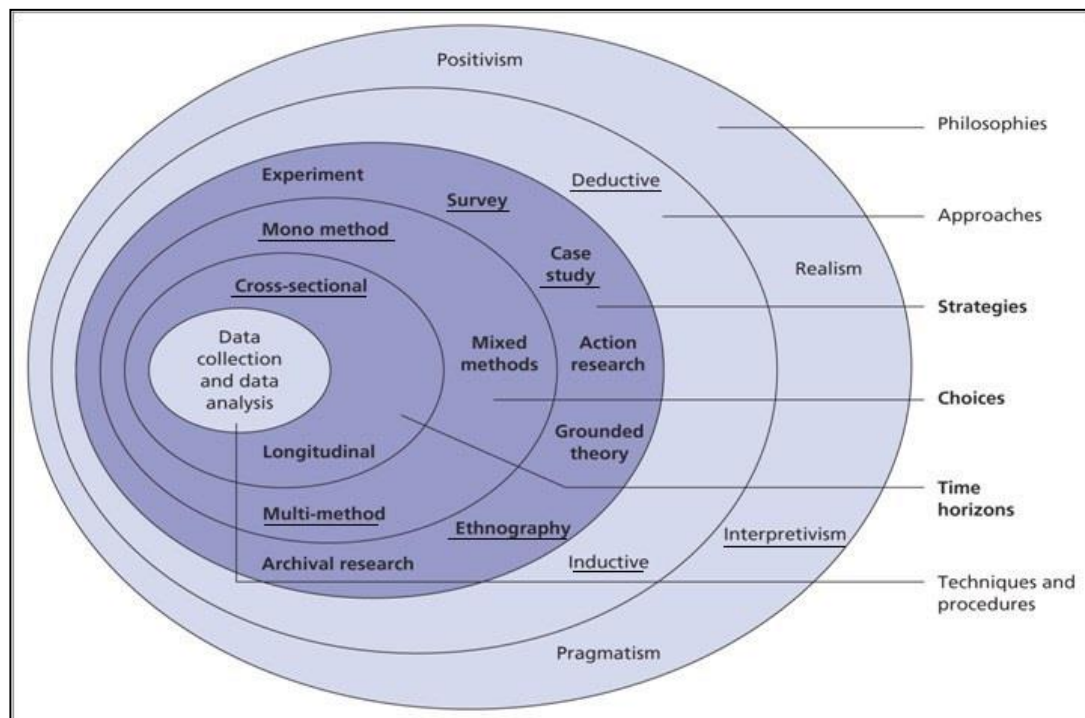 Positivism
Philosophies
Experiment
Deductive
Survey
Approaches
Mono method
Case
study
Realism
Cross-sectional
Strategies
Data
collection
and data
analysis
Mixed
methods
Action
research
Choices
Grounded
theory
Longitudinal
Time
horizons
Multi-method
Ethnography
Interpretivism
Archival research
Inductive
Techniques and
procedures
Pragmatism